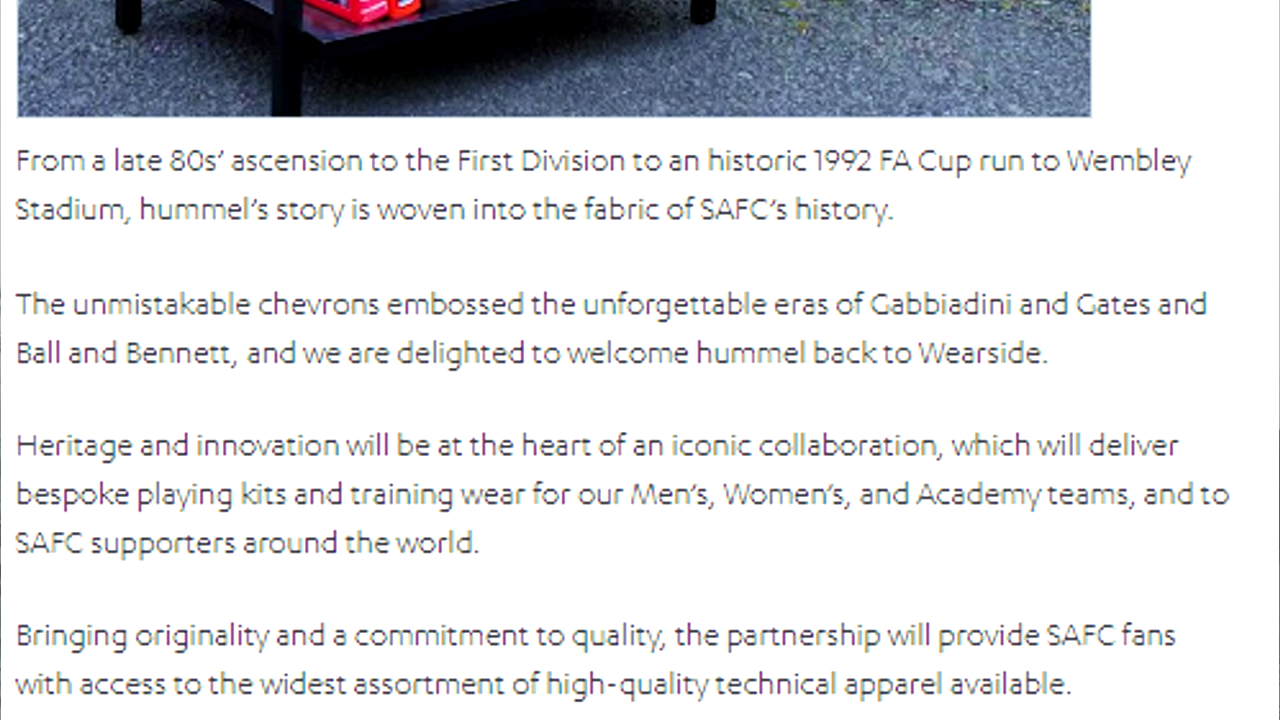 From a late 80s’ ascension to the First Division to an historic 1992 FA Cup run to Wembley
Stadium, hummel’s story is woven into the fabric of SAFC’s history.
The unmistakable chevrons embossed the unforgettable eras of Gabbiadini and Gates and
Ball and Bennett, and we are delighted to welcome hummel back to Wearside.
Heritage and innovation will be at the heart of an iconic collaboration, which will deliver
bespoke playing kits and training wear for our Men’s, Women’s, and Academy teams, and to
SAFC supporters around the world.
Bringing originality and a commitment to quality, the partnership will provide SAFC fans
with access to the widest assortment of high-quality technical apparel available.